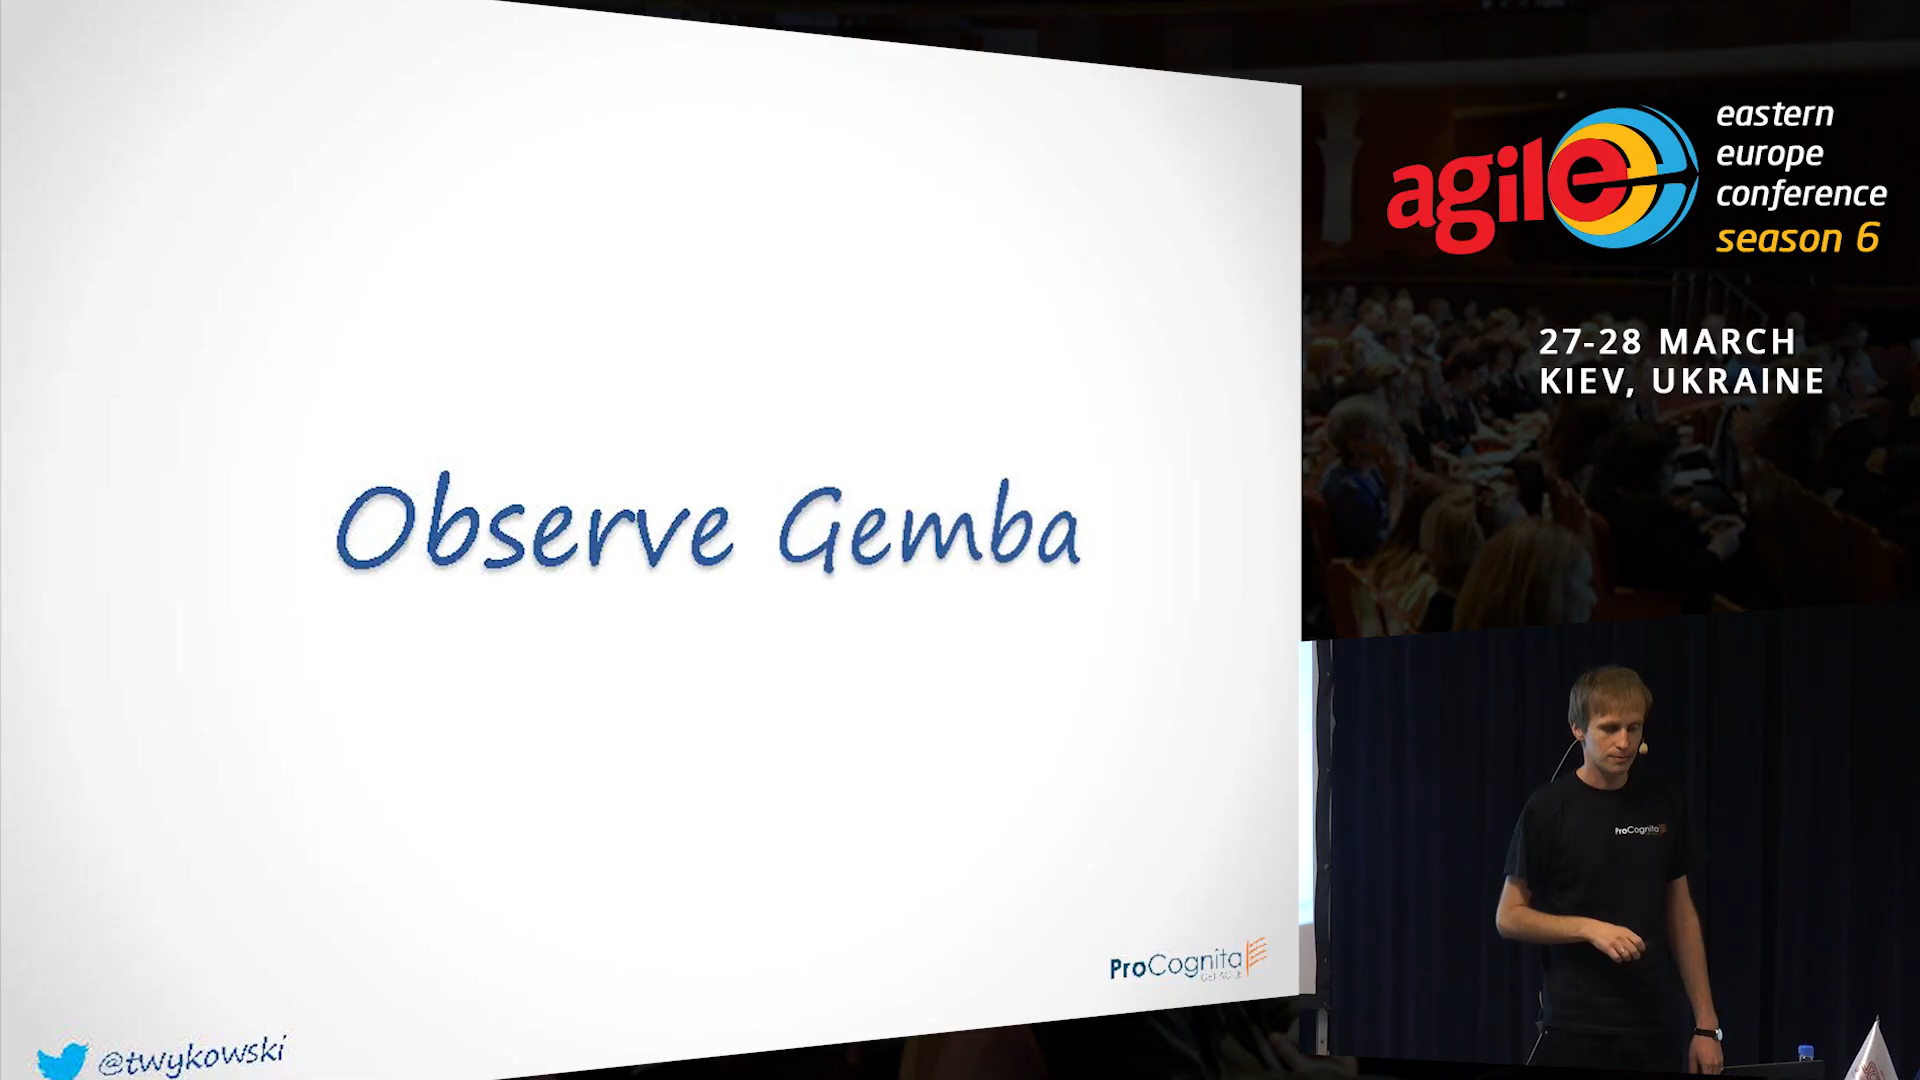 Observe Gemba
ProCognita
@twykowski
agile
eastern
europe
conference
season 6
27-28 MARCH
KIEV, UKRAINE
ProCognita